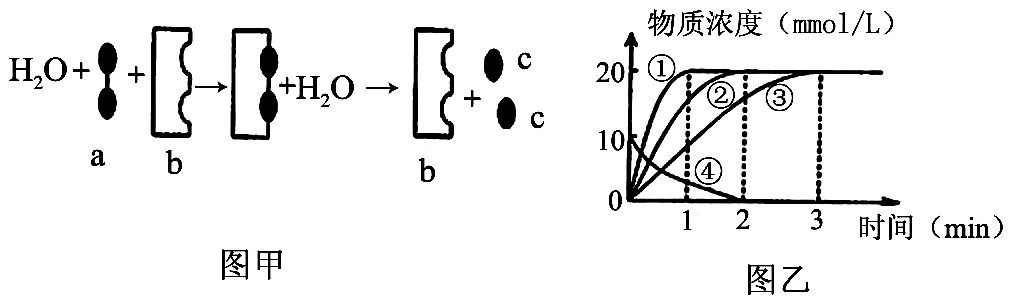 H₂O + a + b → + H₂O → b + c c
图甲
物质浓度（mmol/L）
20 ① ② ③
10 ④
0 1 2 3 时间（min）
图乙